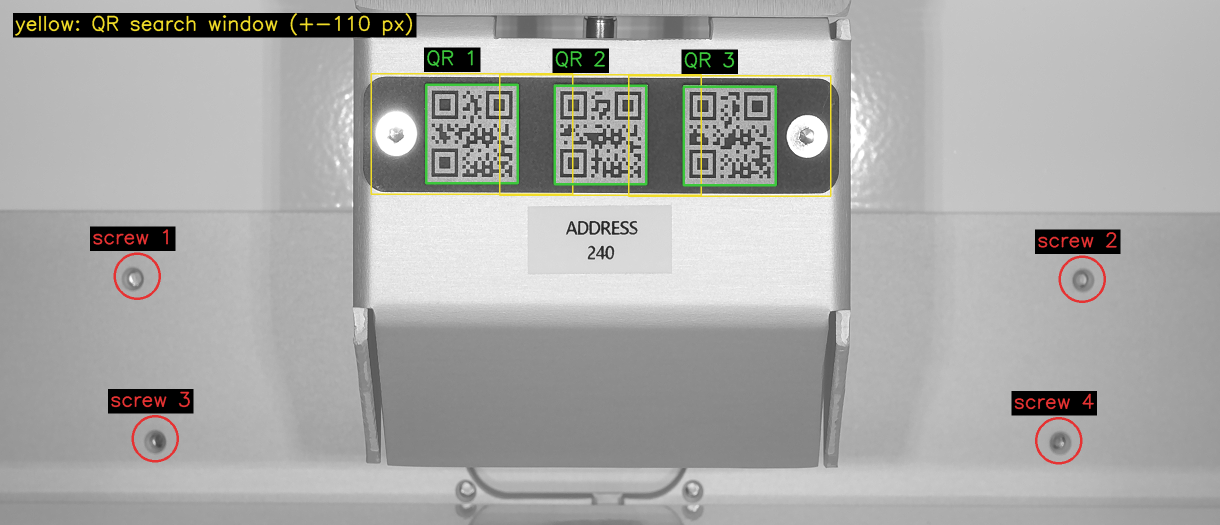 yellow: QR search window (+-110 px)
QR 1
QR 2
QR 3
ADDRESS
240
screw 1
screw 2
screw 3
screw 4